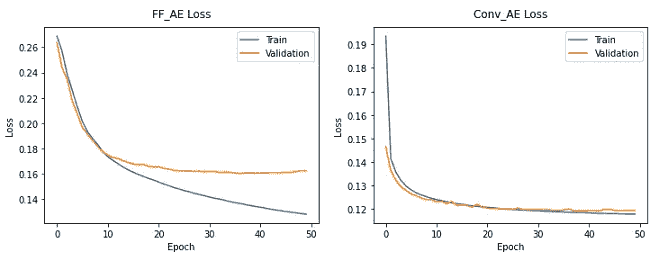 FF_AE Loss
Train
Validation
0.26
0.24
0.22
0.20
0.18
0.16
0.14
Loss
0
10
20
30
40
50
Epoch
Conv_AE Loss
Train
Validation
0.19
0.18
0.17
0.16
0.15
0.14
0.13
0.12
Loss
0
10
20
30
40
50
Epoch